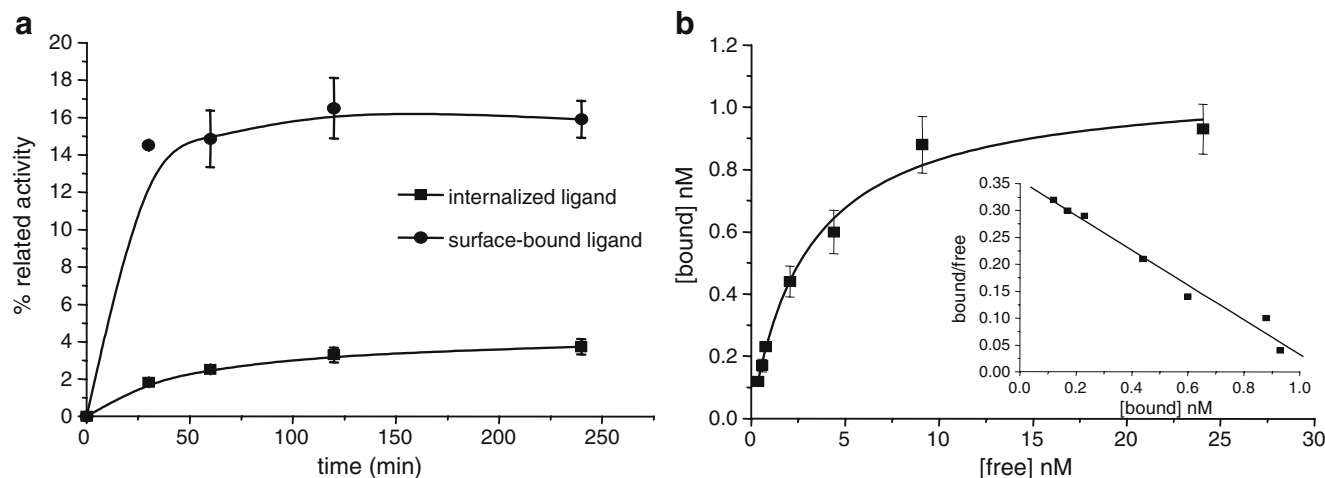 a
20
18
16
14
12
10
8
6
4
2
0
% related activity
0 50 100 150 200 250
time (min)
internalized ligand
surface-bound ligand
b
1.2
1.0
0.8
0.6
0.4
0.2
0.0
[bound] nM
0 5 10 15 20 25 30
[free] nM
0.35
0.30
0.25
0.20
0.15
0.10
0.05
0.00
bound/free
0.0 0.2 0.4 0.6 0.8 1.0
[bound] nM